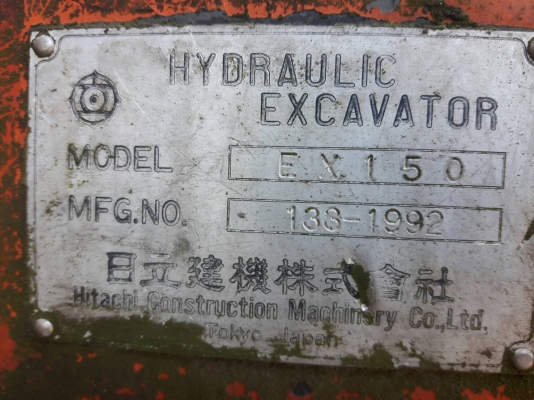 HYDRAULIC
EXCAVATOR
MODEL EX150
MFG.NO. 133-1992
日立建機株式會社
Hitachi Construction Machinery Co.,Ltd.
Tokyo Japan